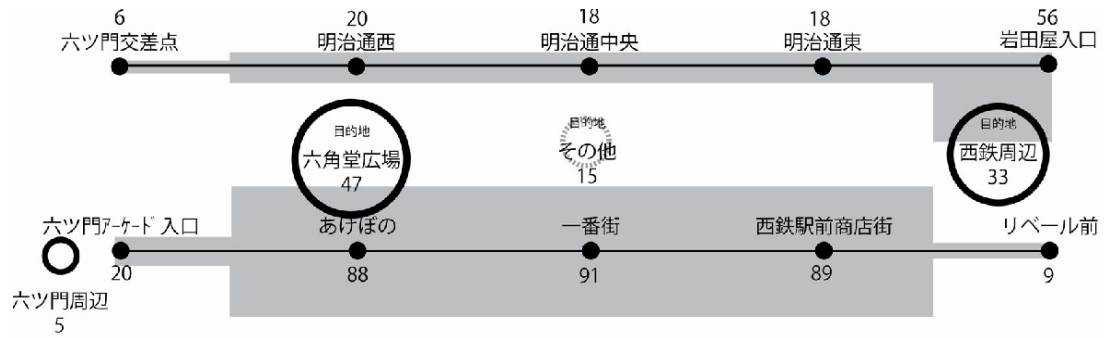 6
六ツ門交差点
20
明治通西
18
明治通中央
18
明治通東
56
岩田屋入口
目的地
六角堂広場
47
目的地
その他
15
目的地
西鉄周辺
33
六ツ門ｱｰｹｰﾄﾞ入口
20
あけぼの
88
一番街
91
西鉄駅前商店街
89
リベール前
9
六ツ門周辺
5